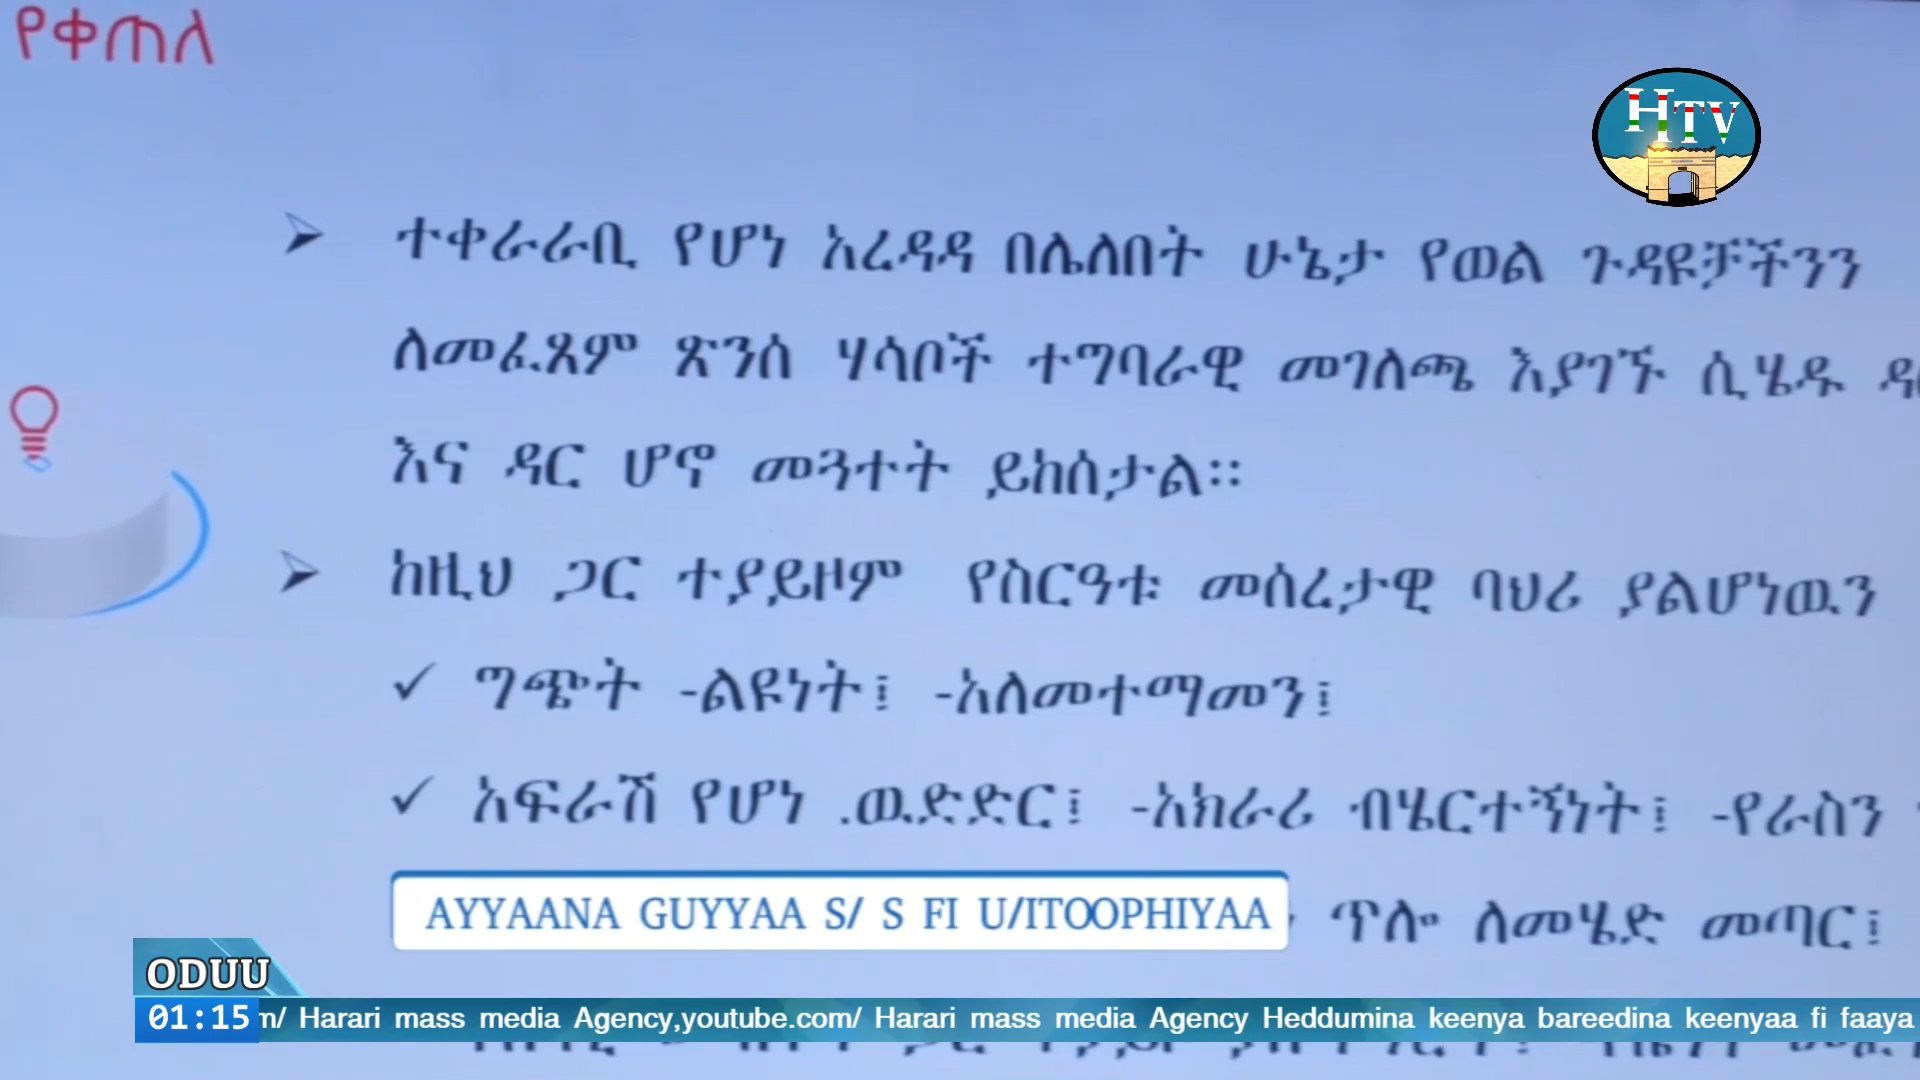 የቀጠለ
HTV
ተቀራራቢ የሆነ አረዳዳ በሌለበት ሁኔታ የወል ጉዳዩቻችንን
ለመፈጸም ጽንሰ ሃሳቦች ተግባራዊ መገለጫ እያገኙ ሲሄዱ
እና ዳር ሆኖ መጓተት ይከሰታል፡፡
ከዚህ ጋር ተያይዞም የስርዓቱ መሰረታዊ ባህሪ ያልሆነዉን
✓ ግጭት -ልዩነት፤ -አለመተማመን፤
✓ አፍራሽ የሆነ .ዉድድር፤ -አክራሪ ብሄርተኝነት፤ -የራስን
AYYAANA GUYYAA S/ S FI U/ITOOPHIYAA
ጥሎ ለመሄድ መጣር፤
ODUU
01:15 m/ Harari mass media Agency,youtube.com/ Harari mass media Agency Heddumina keenya bareedina keenyaa fi faaya